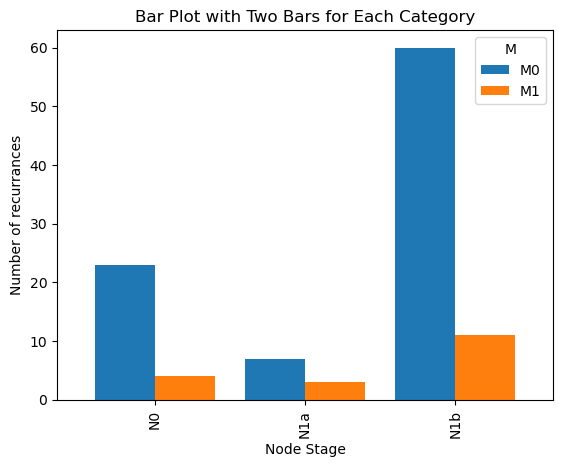 Bar Plot with Two Bars for Each Category
M
M0
M1
Number of recurrances
60
50
40
30
20
10
0
N0
N1a
N1b
Node Stage